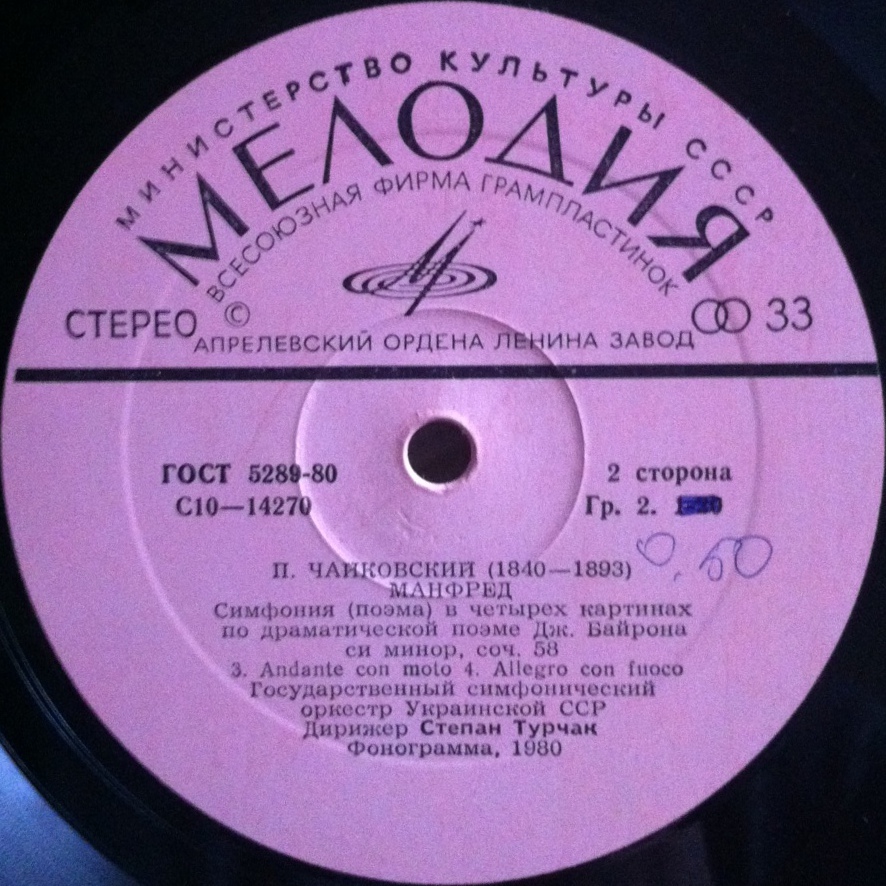 МИНИСТЕРСТВО КУЛЬТУРЫ СССР
МЕЛОДИЯ
ВСЕСОЮЗНАЯ ФИРМА ГРАМПЛАСТИНОК
СТЕРЕО © 33
АПРЕЛЕВСКИЙ ОРДЕНА ЛЕНИНА ЗАВОД
ГОСТ 5289-80 2 сторона
С10—14270 Гр. 2.
0,50
П. ЧАЙКОВСКИЙ (1840—1893)
МАНФРЕД
Симфония (поэма) в четырех картинах
по драматической поэме Дж. Байрона
си минор, соч. 58
3. Andante con moto 4. Allegro con fuoco
Государственный симфонический
оркестр Украинской ССР
Дирижер Степан Турчак
Фонограмма, 1980